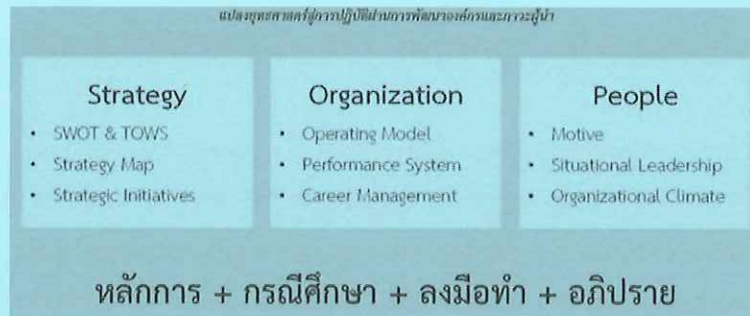 แปลงยุทธศาสตร์สู่การปฏิบัติผ่านการพัฒนาองค์กรและภาวะผู้นำ
Strategy
• SWOT & TOWS
• Strategy Map
• Strategic Initiatives
Organization
• Operating Model
• Performance System
• Career Management
People
• Motive
• Situational Leadership
• Organizational Climate
หลักการ + กรณีศึกษา + ลงมือทำ + อภิปราย